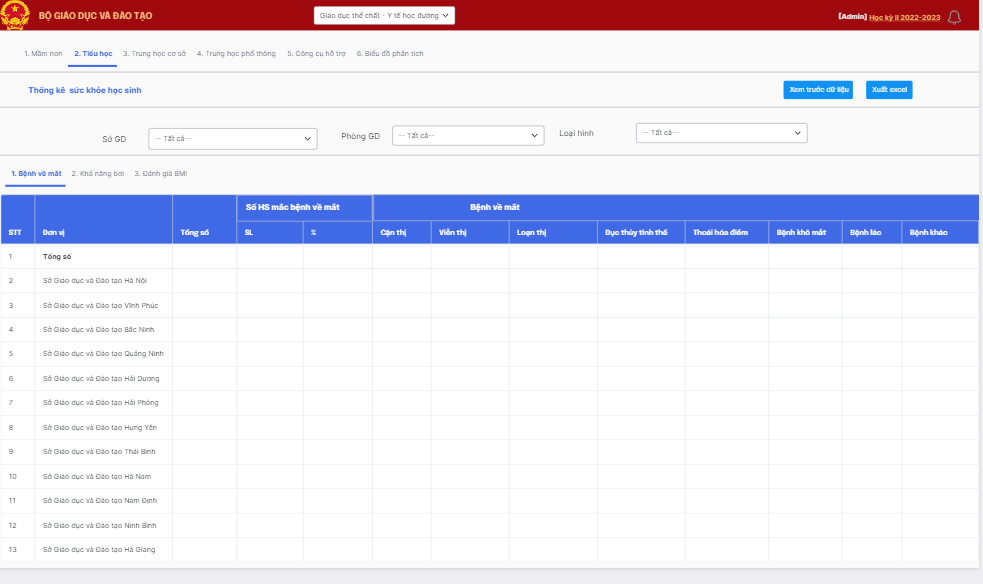 BỘ GIÁO DỤC VÀ ĐÀO TẠO
Giáo dục thể chất - Y tế học đường
[Admin] Học kỳ II 2022-2023
1. Mầm non 2. Tiểu học 3. Trung học cơ sở 4. Trung học phổ thông 5. Công cụ hỗ trợ 6. Biểu đồ phân tích
Thống kê sức khỏe học sinh
Xem trước dữ liệu Xuất excel
Sở GD -- Tất cả-- Phòng GD -- Tất cả-- Loại hình -- Tất cả--
1. Bệnh về mắt 2. Khả năng bơi 3. Đánh giá BMI
Số HS mắc bệnh về mắt Bệnh về mắt
STT Đơn vị Tổng số SL % Cận thị Viễn thị Loạn thị Đục thủy tinh thể Thoái hóa điểm Bệnh khô mắt Bệnh lác Bệnh khác
1 Tổng số
2 Sở Giáo dục và Đào tạo Hà Nội
3 Sở Giáo dục và Đào tạo Vĩnh Phúc
4 Sở Giáo dục và Đào tạo Bắc Ninh
5 Sở Giáo dục và Đào tạo Quảng Ninh
6 Sở Giáo dục và Đào tạo Hải Dương
7 Sở Giáo dục và Đào tạo Hải Phòng
8 Sở Giáo dục và Đào tạo Hưng Yên
9 Sở Giáo dục và Đào tạo Thái Bình
10 Sở Giáo dục và Đào tạo Hà Nam
11 Sở Giáo dục và Đào tạo Nam Định
12 Sở Giáo dục và Đào tạo Ninh Bình
13 Sở Giáo dục và Đào tạo Hà Giang